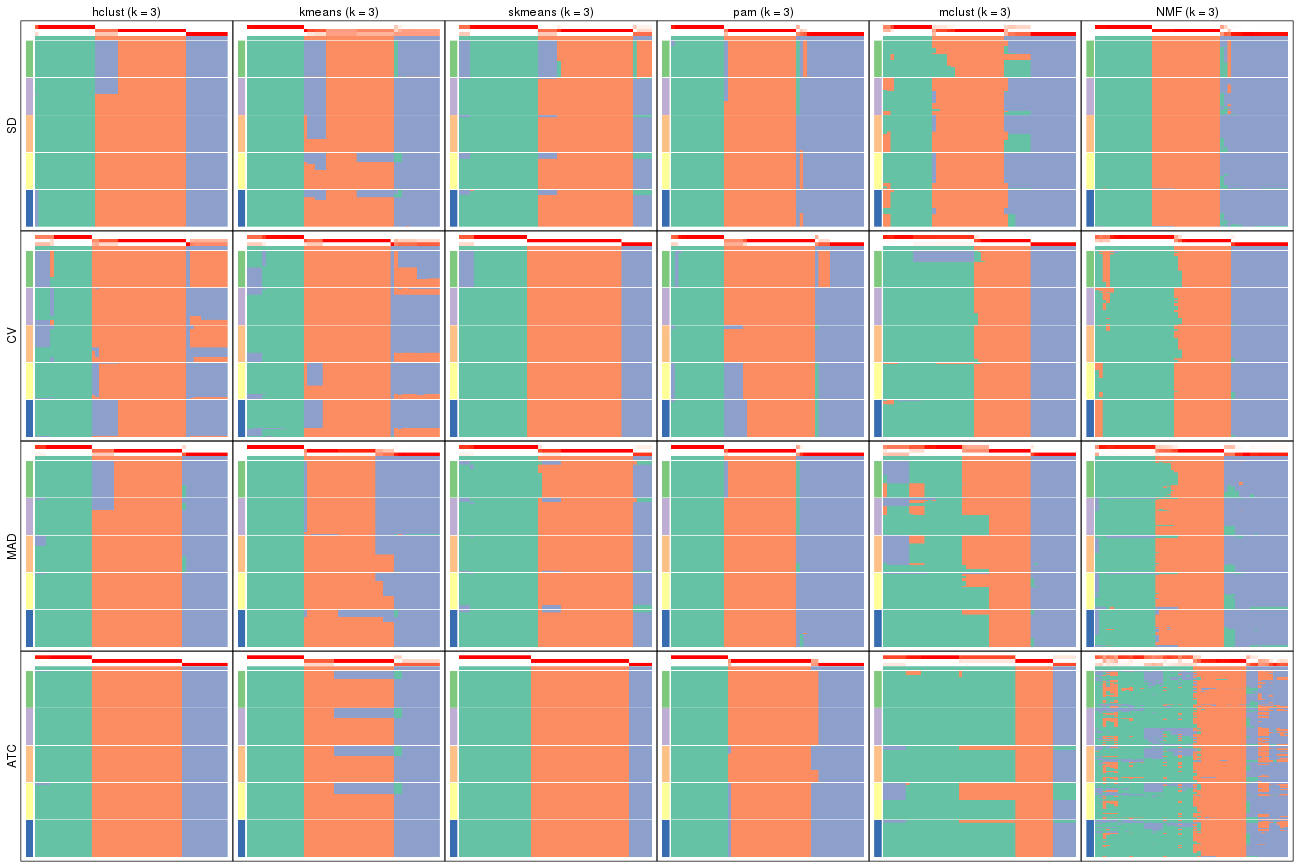 hclust (k = 3) kmeans (k = 3) skmeans (k = 3) pam (k = 3) mclust (k = 3) NMF (k = 3)
SD
CV
MAD
ATC